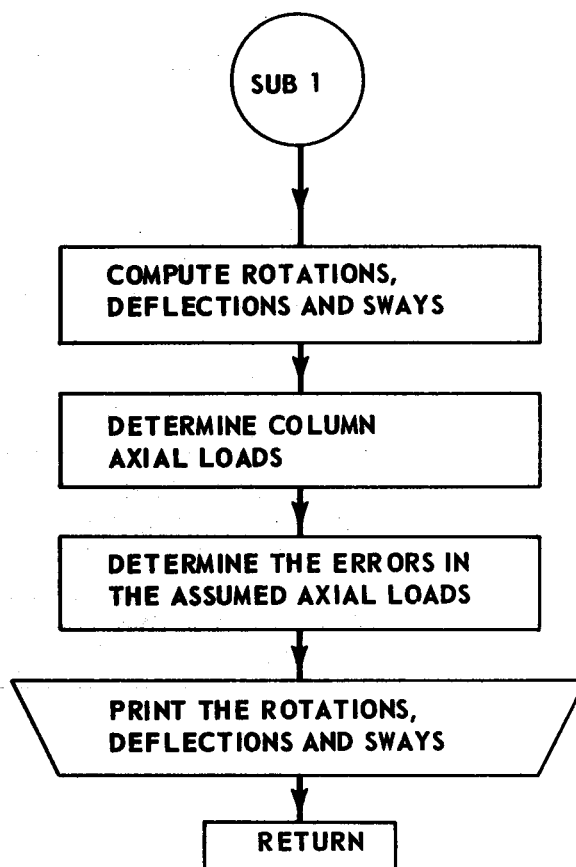 SUB 1
COMPUTE ROTATIONS,
DEFLECTIONS AND SWAYS
DETERMINE COLUMN
AXIAL LOADS
DETERMINE THE ERRORS IN
THE ASSUMED AXIAL LOADS
PRINT THE ROTATIONS,
DEFLECTIONS AND SWAYS
RETURN